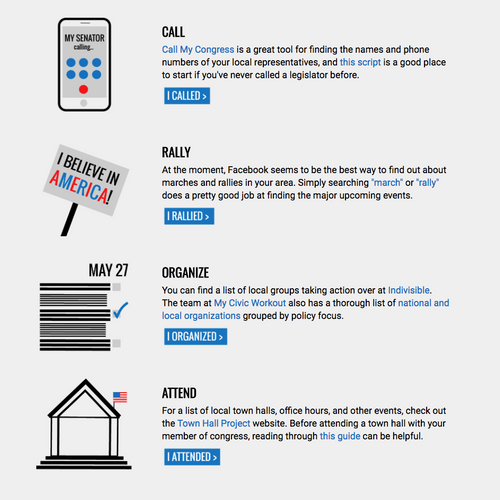 MY SENATOR
calling..
CALL
Call My Congress is a great tool for finding the names and phone
numbers of your local representatives, and this script is a good place
to start if you've never called a legislator before.
I CALLED >
I BELIEVE IN
AMERICA!
RALLY
At the moment, Facebook seems to be the best way to find out about
marches and rallies in your area. Simply searching "march" or "rally"
does a pretty good job at finding the major upcoming events.
I RALLIED >
MAY 27
ORGANIZE
You can find a list of local groups taking action over at Indivisible.
The team at My Civic Workout also has a thorough list of national and
local organizations grouped by policy focus.
I ORGANIZED >
ATTEND
For a list of local town halls, office hours, and other events, check out
the Town Hall Project website. Before attending a town hall with your
member of congress, reading through this guide can be helpful.
I ATTENDED >